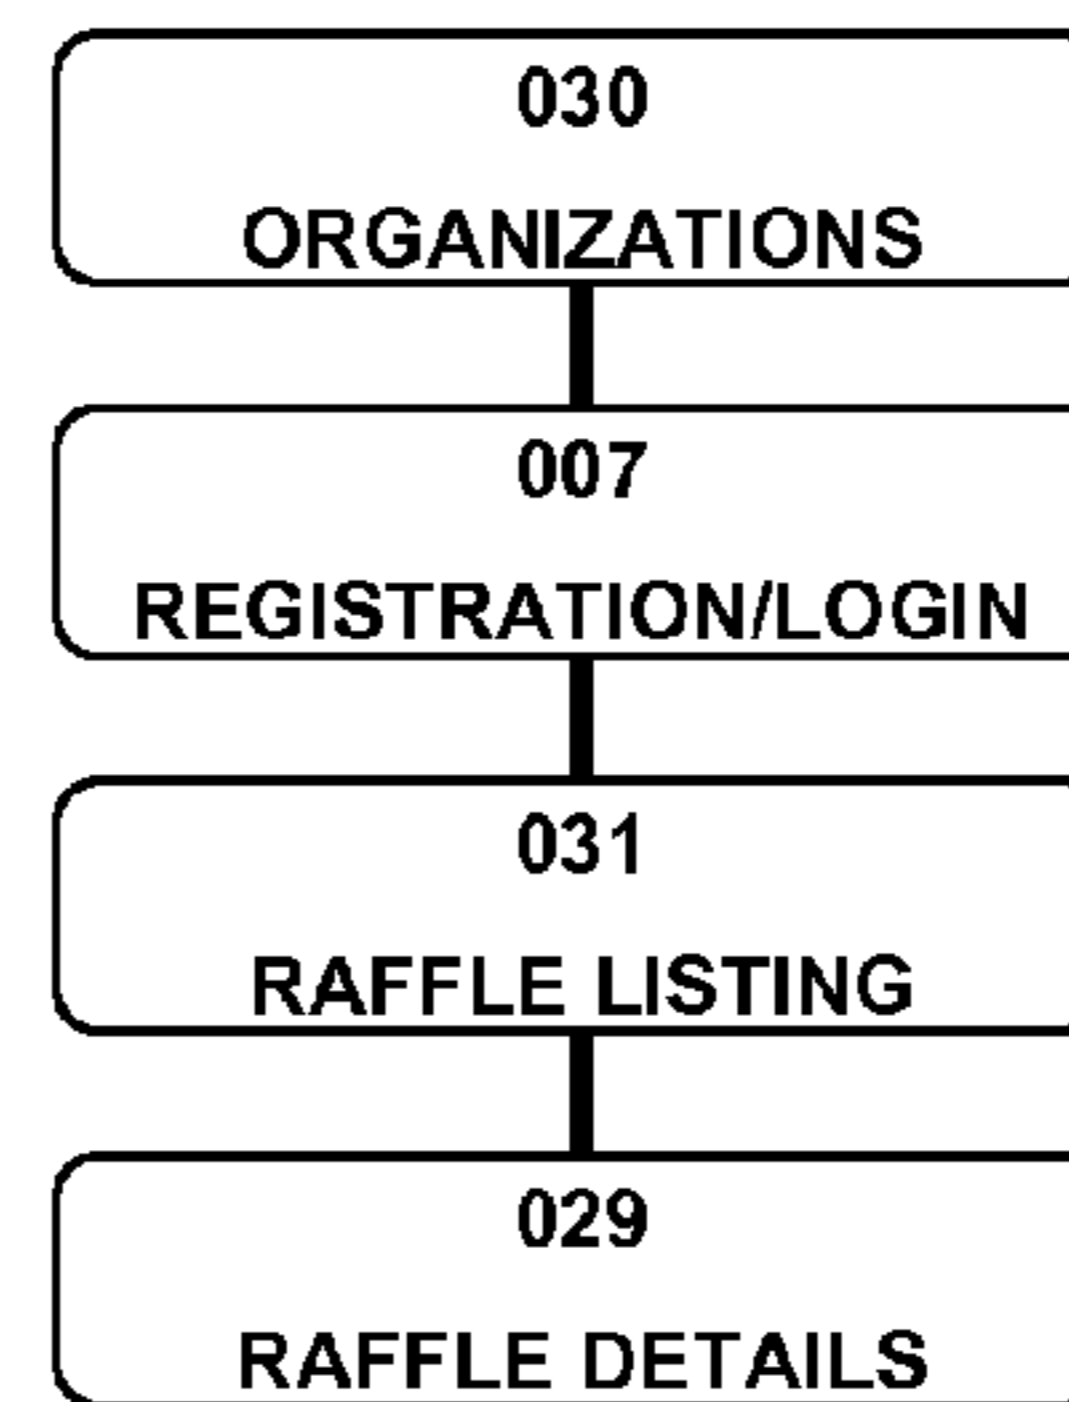 030
ORGANIZATIONS
007
REGISTRATION/LOGIN
031
RAFFLE LISTING
029
RAFFLE DETAILS